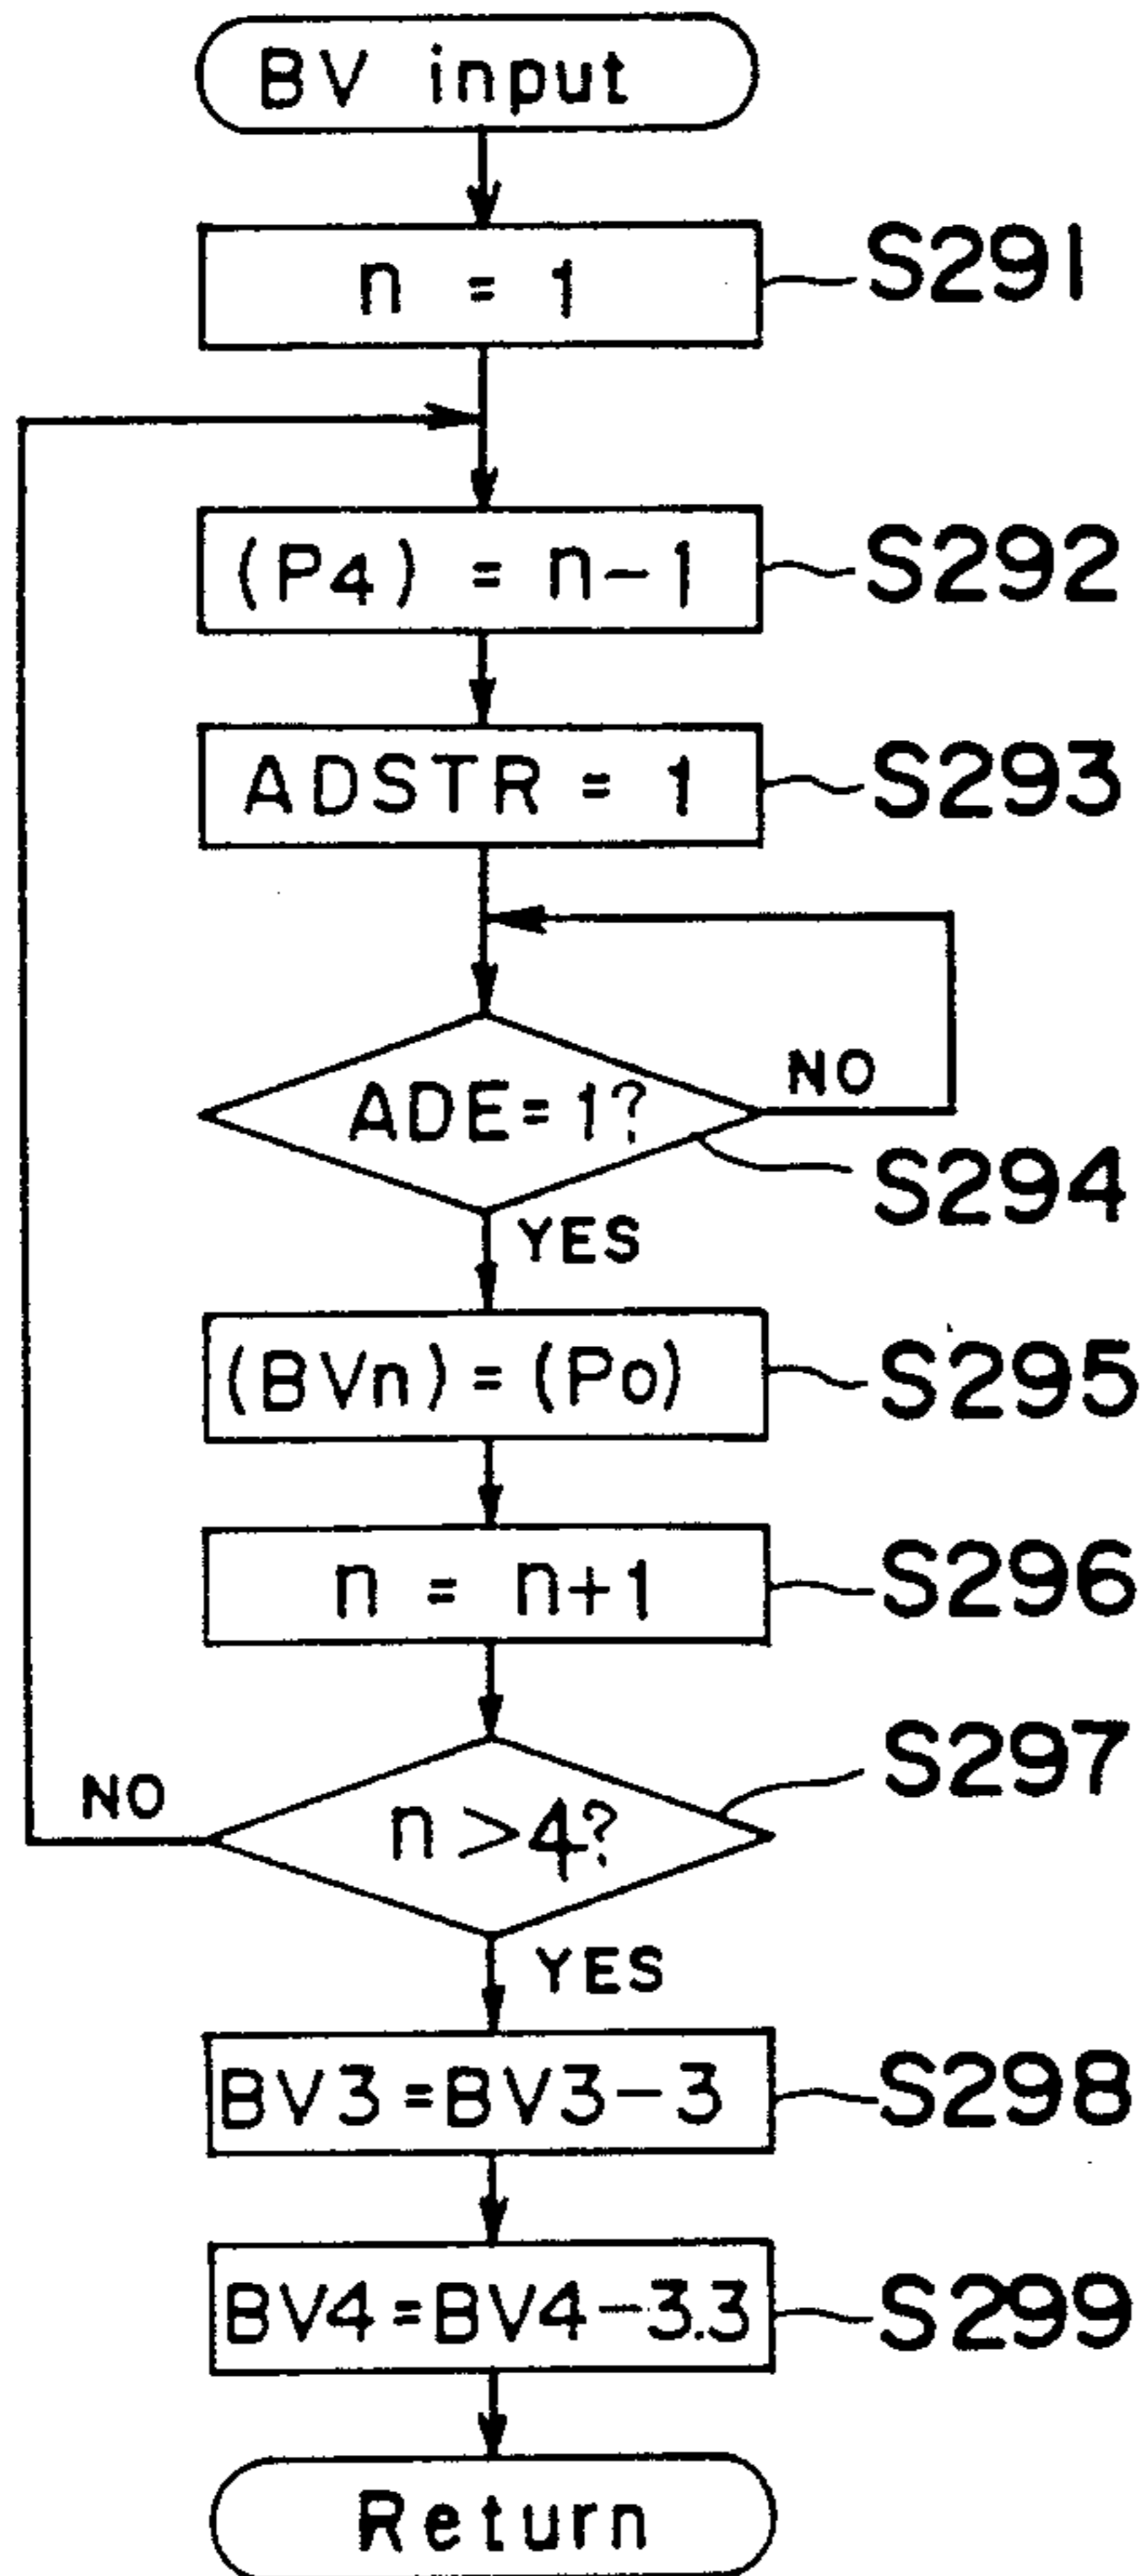 BV input
n = 1
S291
(P4) = n-1
S292
ADSTR = 1
S293
ADE=1?
NO
S294
YES
(BVn)=(Po)
S295
n = n+1
S296
S297
NO
n>4?
YES
BV3=BV3-3
S298
BV4=BV4-3.3
S299
Return